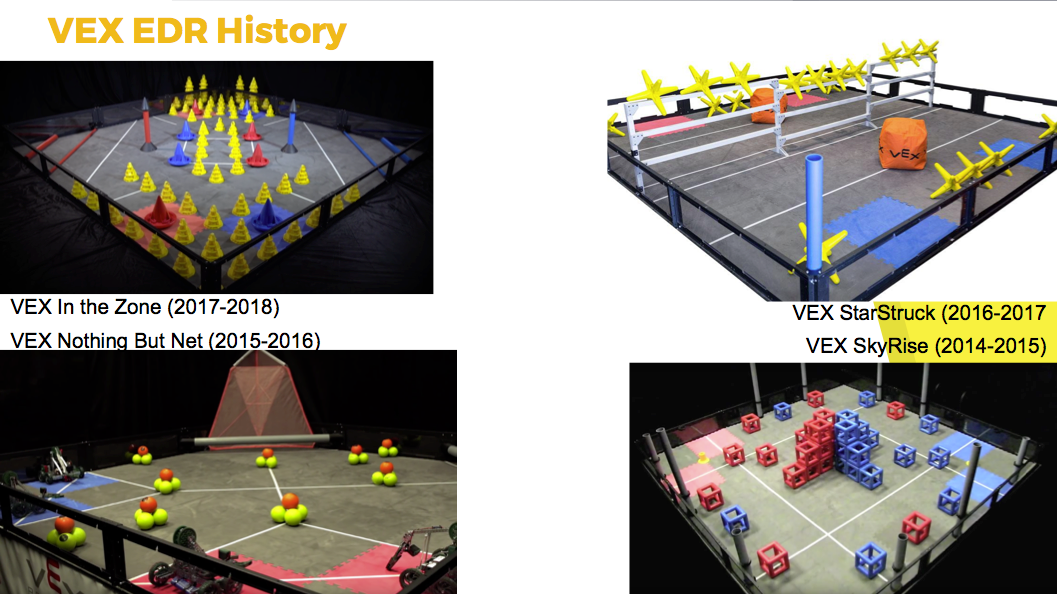 VEX EDR History
VEX In the Zone (2017-2018)
VEX StarStruck (2016-2017
VEX Nothing But Net (2015-2016)
VEX SkyRise (2014-2015)
VEX